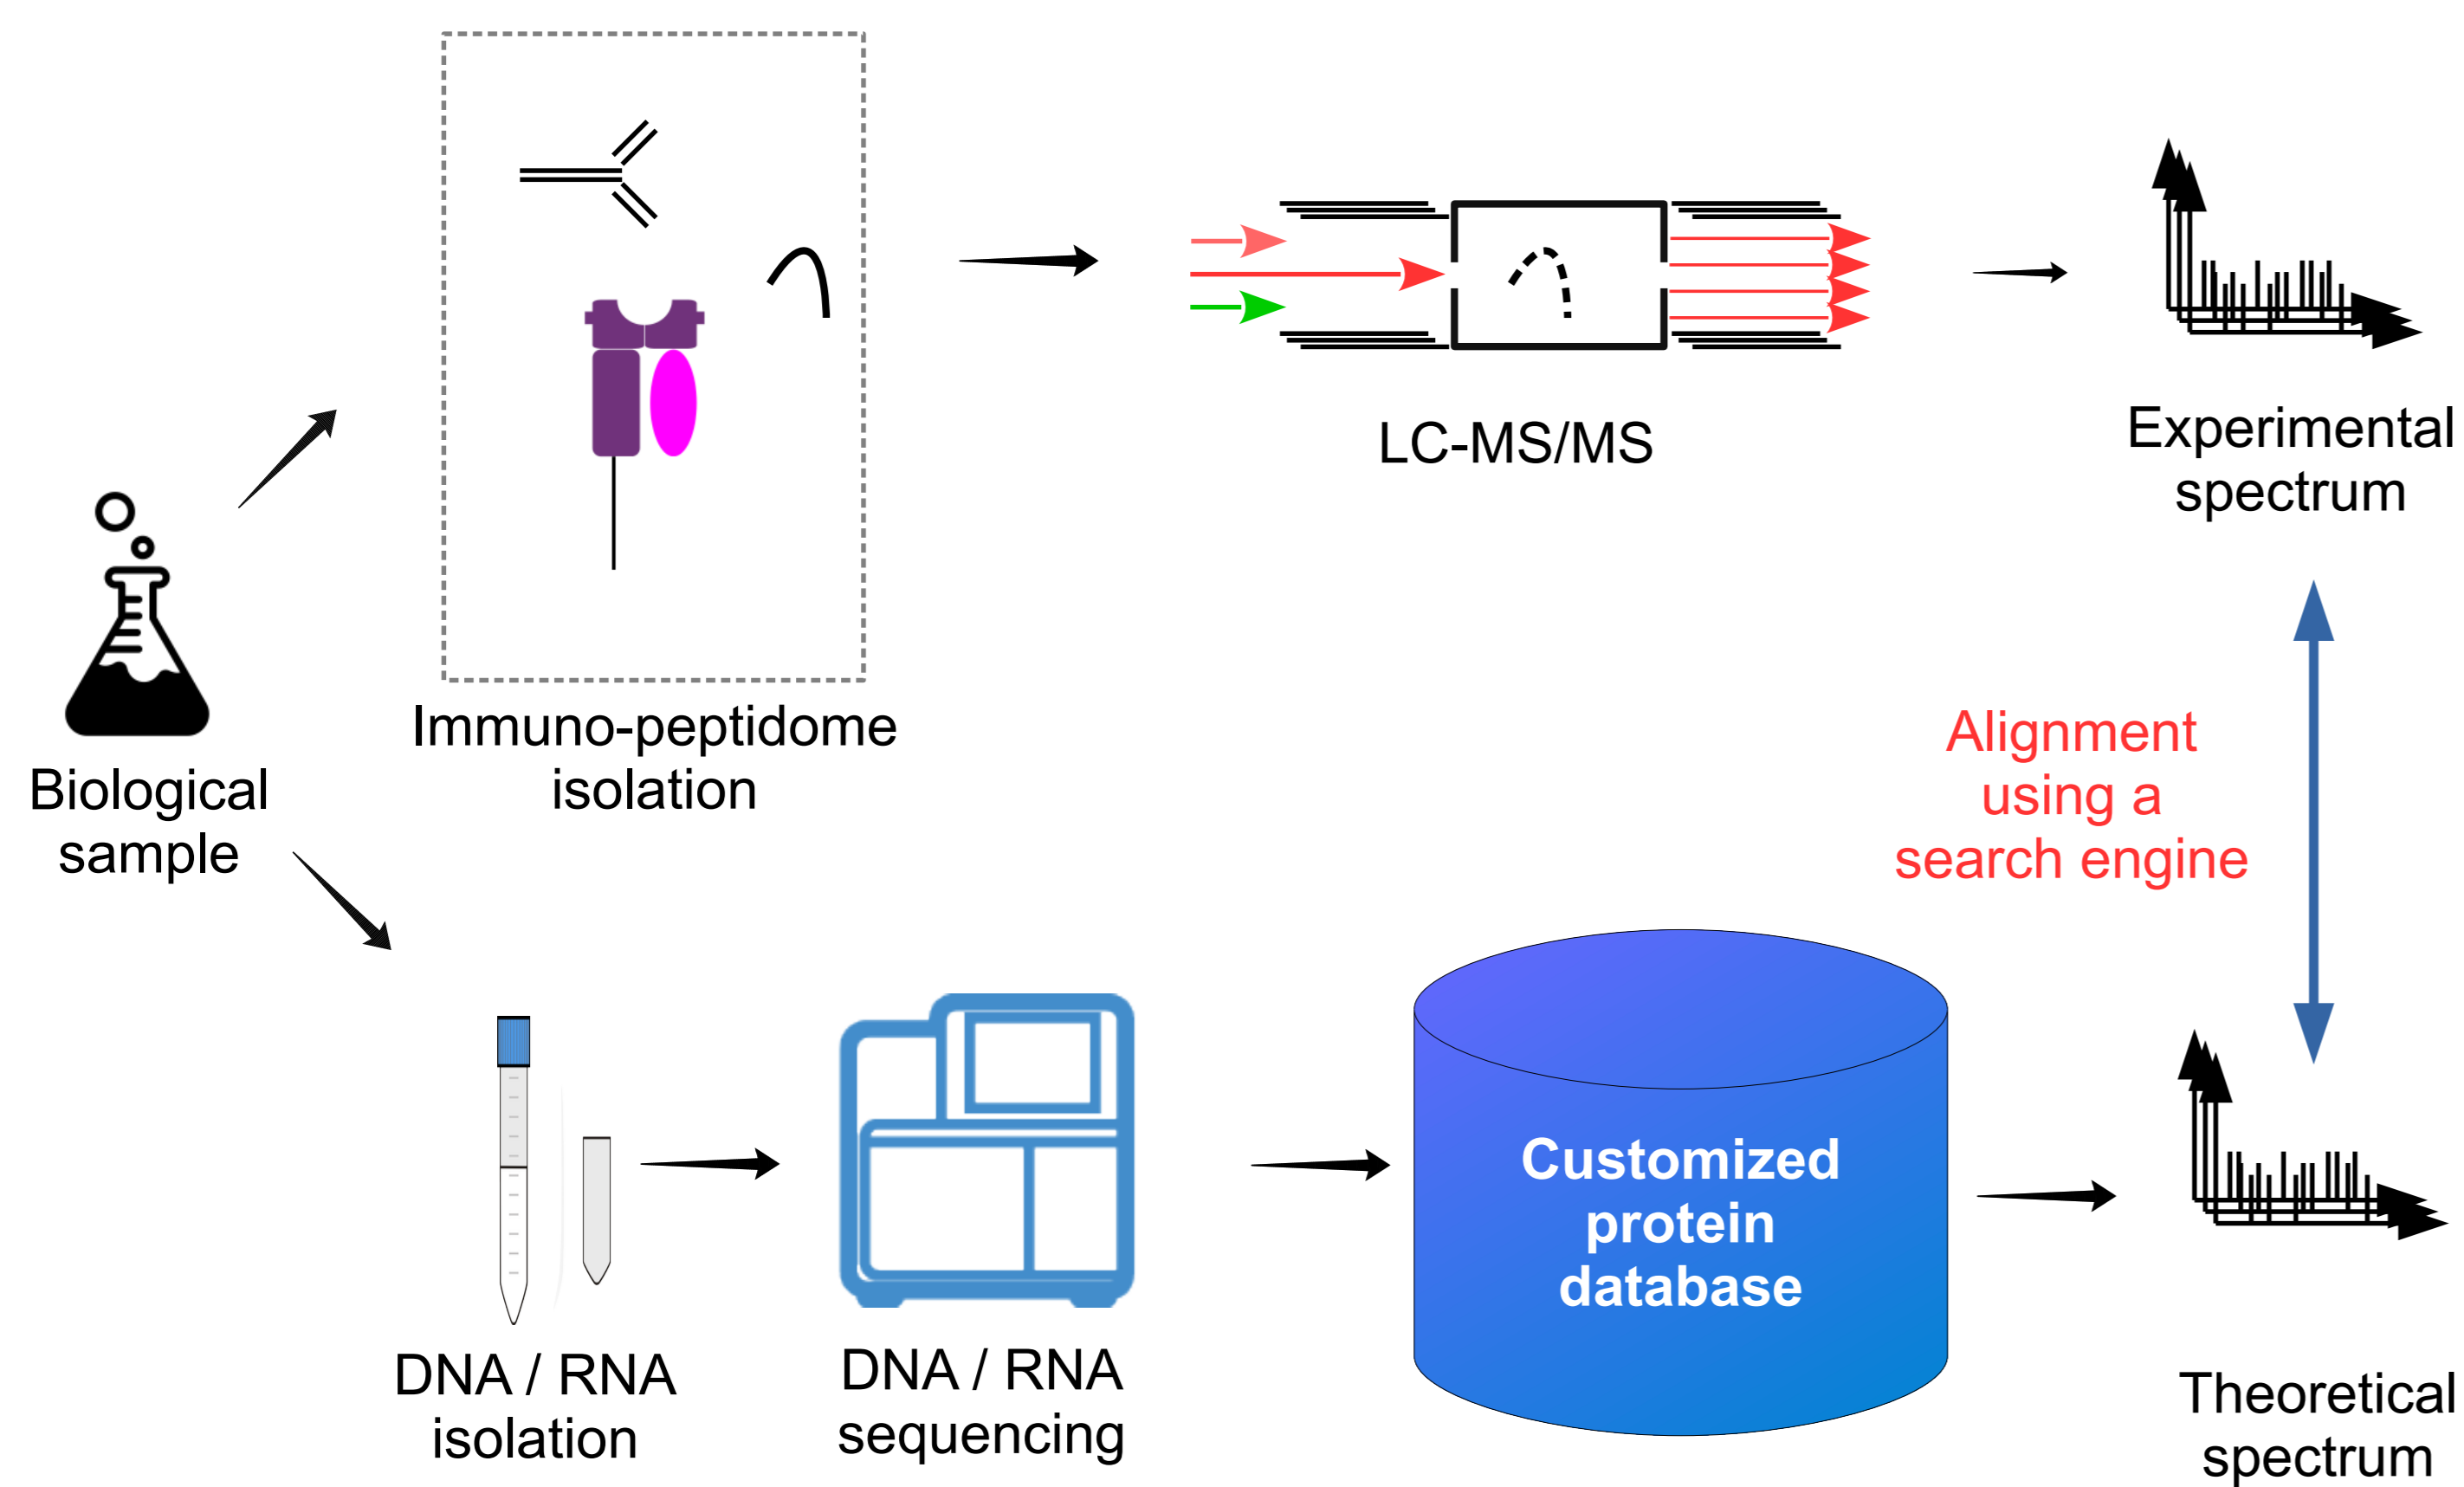 Biological
sample
Immuno-peptidome
isolation
LC-MS/MS
Experimental
spectrum
Alignment
using a
search engine
DNA / RNA
isolation
DNA / RNA
sequencing
Customized
protein
database
Theoretical
spectrum